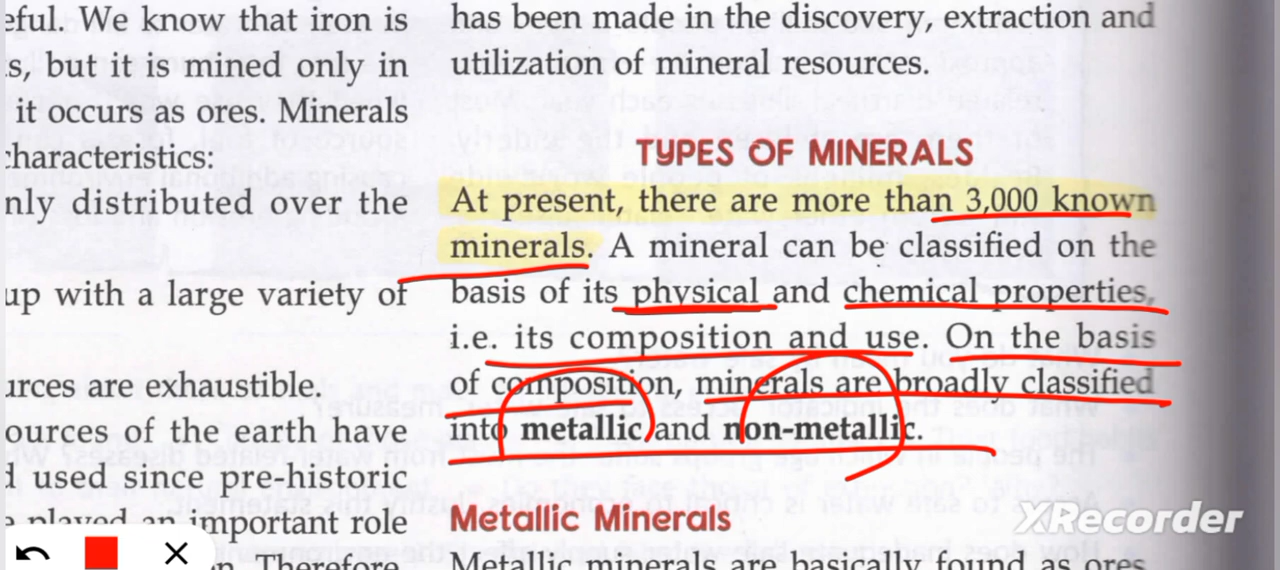 eful. We know that iron is
s, but it is mined only in
it occurs as ores. Minerals
characteristics:
nly distributed over the
up with a large variety of
urces are exhaustible.
ources of the earth have
d used since pre-historic
played an important role
n. Therefore,
has been made in the discovery, extraction and
utilization of mineral resources.
TYPES OF MINERALS
At present, there are more than 3,000 known
minerals. A mineral can be classified on the
basis of its physical and chemical properties,
i.e. its composition and use. On the basis
of composition, minerals are broadly classified
into metallic and non-metallic.
Metallic Minerals
Metallic minerals are basically found as ores.
XRecorder